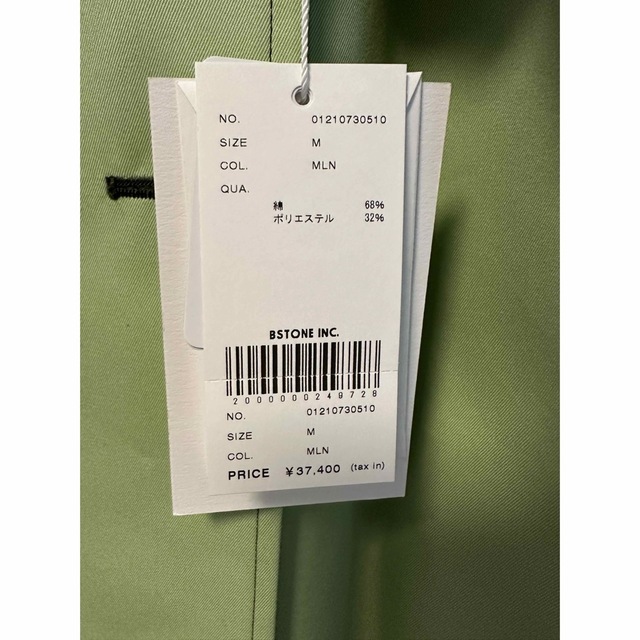 NO. 01210730510
SIZE M
COL. MLN
QUA.
綿 68%
ポリエステル 32%
BSTONE INC.
2000000249728
NO. 01210730510
SIZE M
COL. MLN
PRICE ¥37,400 (tax in)